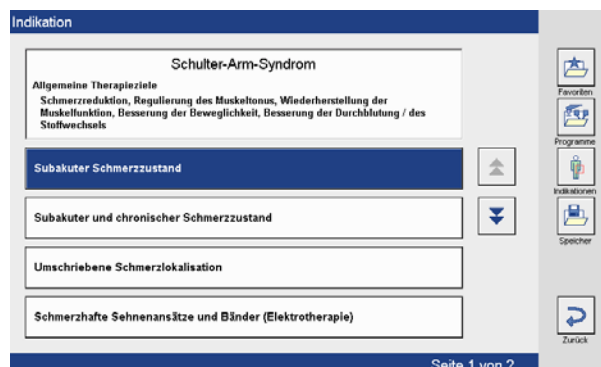 Indikation
Schulter-Arm-Syndrom
Allgemeine Therapieziele
Schmerzreduktion, Regulierung des Muskeltonus, Wiederherstellung der
Muskelfunktion, Besserung der Beweglichkeit, Besserung der Durchblutung / des
Stoffwechsels
Subakuter Schmerzzustand
Subakuter und chronischer Schmerzzustand
Umschriebene Schmerzlokalisation
Schmerzhafte Sehnenansätze und Bänder (Elektrotherapie)
Seite 1 von 2
Favoriten
Programme
Indikationen
Speicher
Zurück